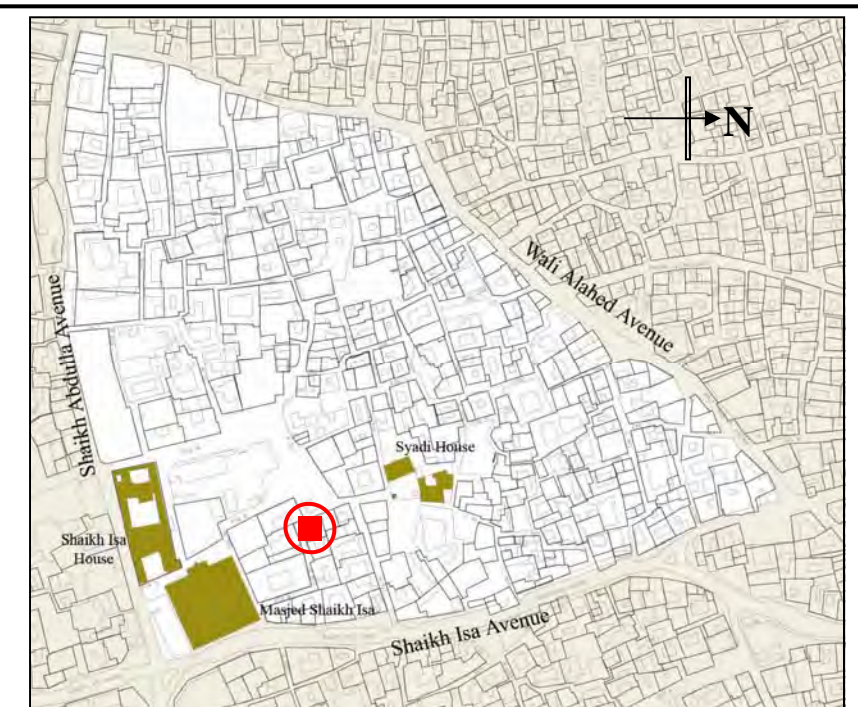 N
Wali Alahed Avenue
Shaikh Abdulla Avenue
Syadi House
Shaikh Isa
House
Masjed Shaikh Isa
Shaikh Isa Avenue